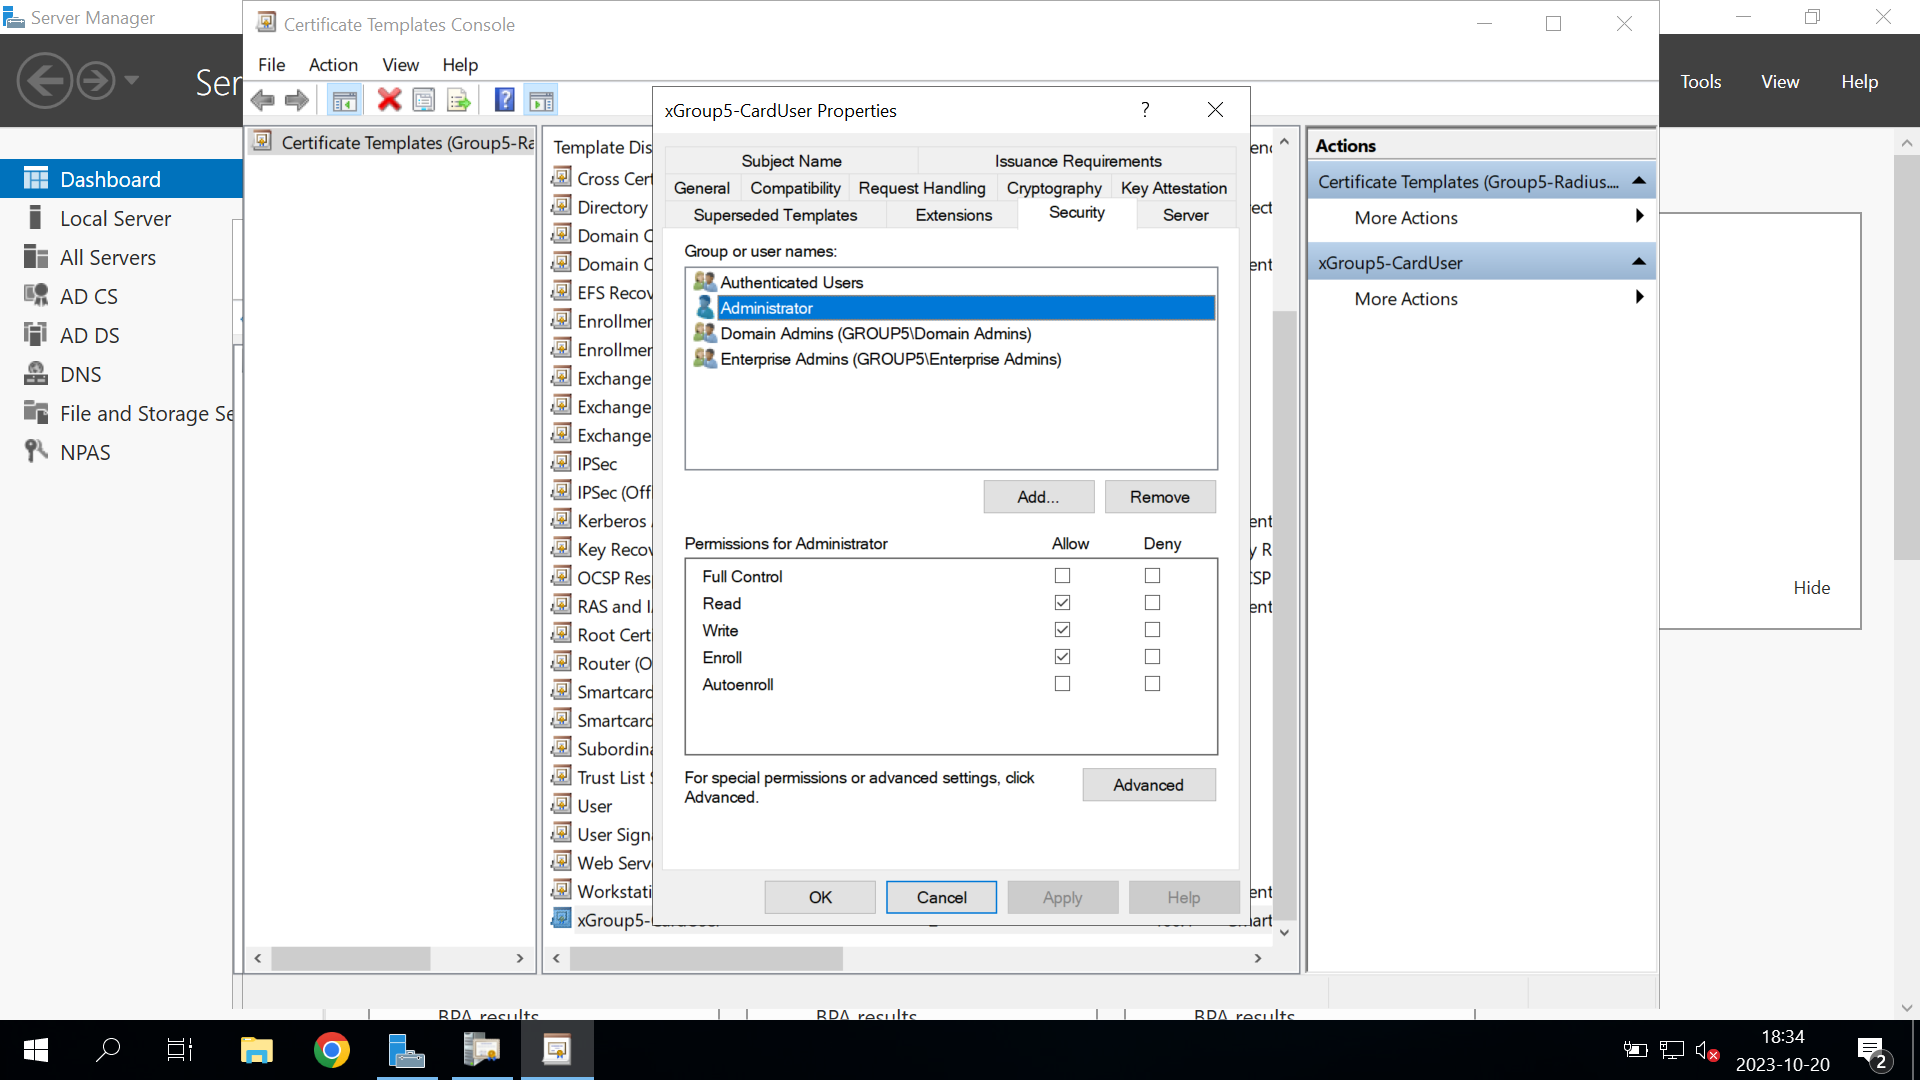 Server Manager
Ser
Tools
View
Help
Dashboard
Local Server
All Servers
AD CS
AD DS
DNS
File and Storage Se
NPAS
Certificate Templates Console
File
Action
View
Help
Certificate Templates (Group5-Ra
Template Dis
Cross Cert
Directory
Domain C
Domain C
EFS Recov
Enrollmer
Enrollmer
Exchange
Exchange
Exchange
IPSec
IPSec (Off
Kerberos
Key Recov
OCSP Res
RAS and I
Root Cert
Router (O
Smartcard
Smartcard
Subordina
Trust List
User
User Sign
Web Serve
Workstati
xGroup5-CardUser
xGroup5-CardUser Properties
?
Subject Name
Issuance Requirements
General
Compatibility
Request Handling
Cryptography
Key Attestation
Superseded Templates
Extensions
Security
Server
Group or user names:
Authenticated Users
Administrator
Domain Admins (GROUP5\Domain Admins)
Enterprise Admins (GROUP5\Enterprise Admins)
Add...
Remove
Permissions for Administrator
Allow
Deny
Full Control
Read
Write
Enroll
Autoenroll
For special permissions or advanced settings, click
Advanced.
Advanced
OK
Cancel
Apply
Help
Actions
Certificate Templates (Group5-Radius....
More Actions
xGroup5-CardUser
More Actions
Hide
BPA results
BPA results
BPA results
18:34
2023-10-20
2